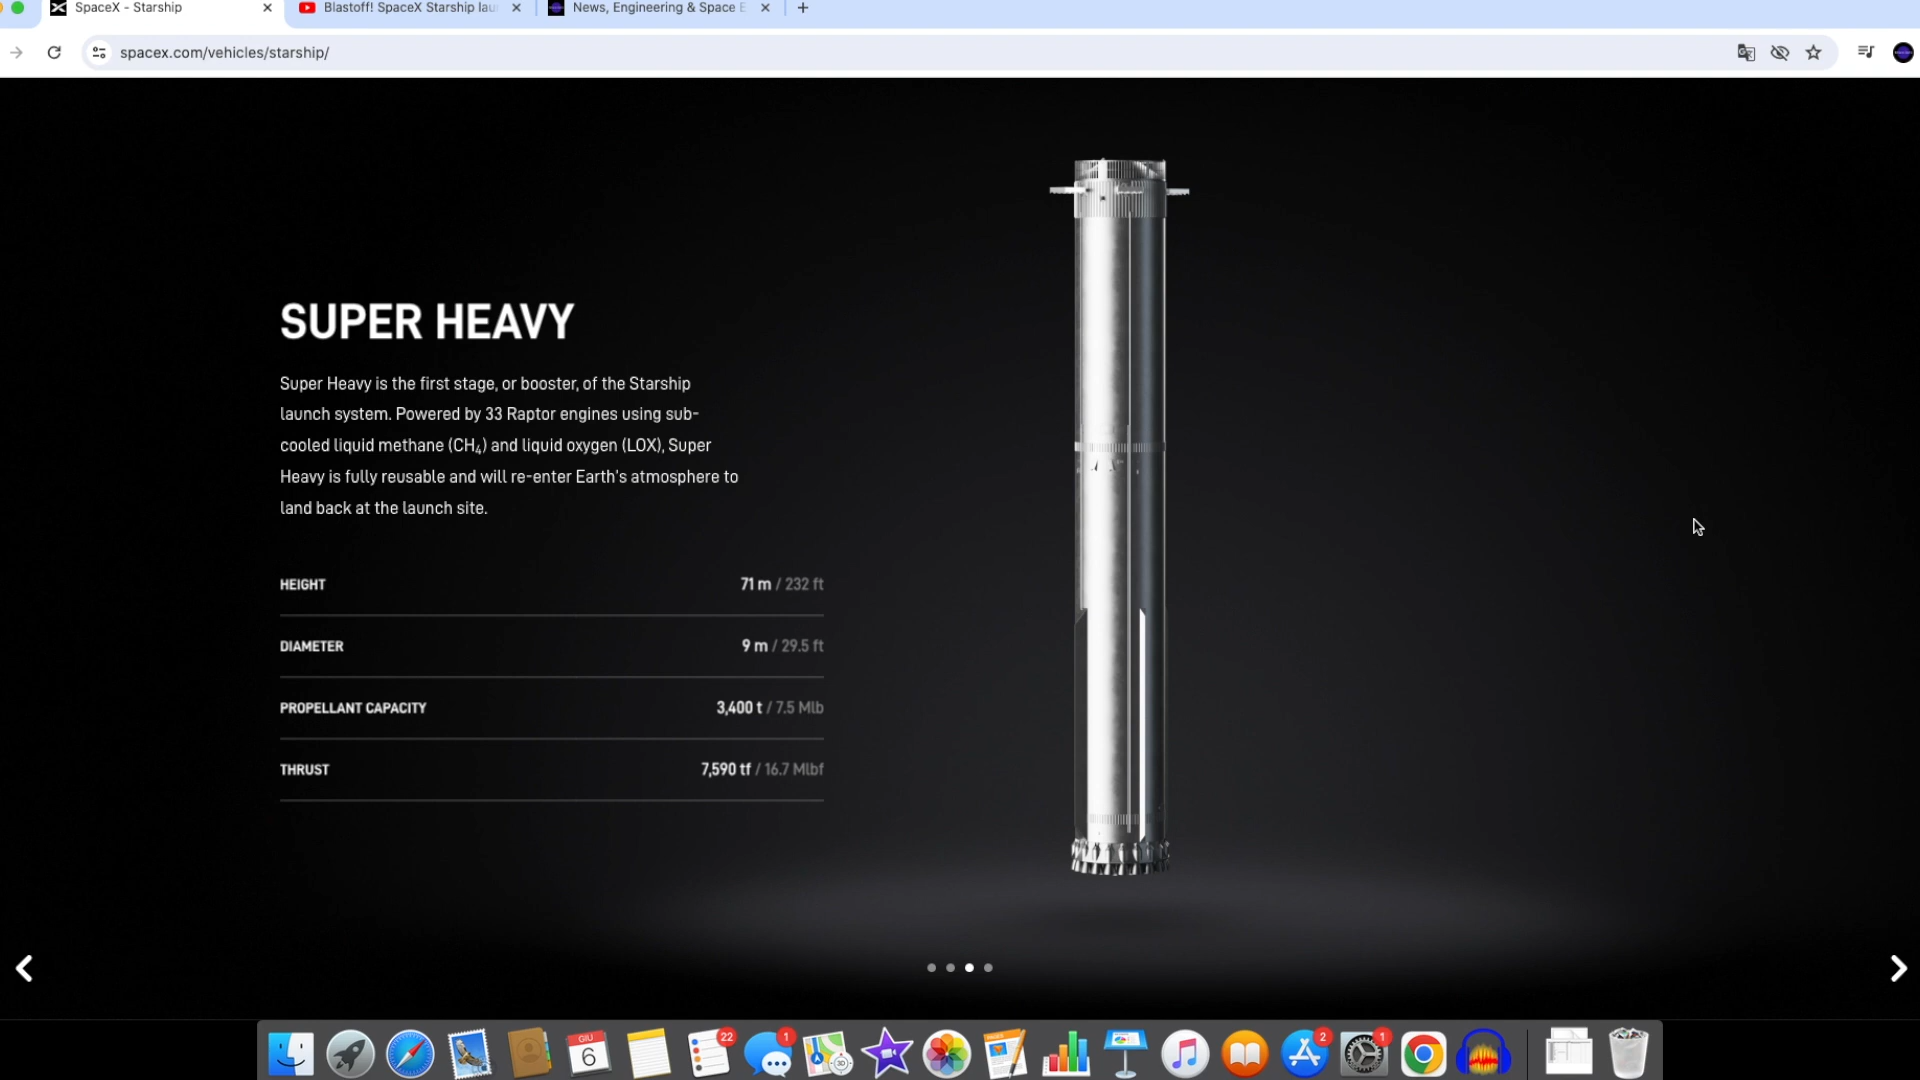 SpaceX - Starship
Blastoff! SpaceX Starship lau
News, Engineering & Space E
spacex.com/vehicles/starship/
SUPER HEAVY
Super Heavy is the first stage, or booster, of the Starship
launch system. Powered by 33 Raptor engines using sub-
cooled liquid methane (CH₄) and liquid oxygen (LOX), Super
Heavy is fully reusable and will re-enter Earth's atmosphere to
land back at the launch site.
HEIGHT 71 m / 232 ft
DIAMETER 9 m / 29.5 ft
PROPELLANT CAPACITY 3,400 t / 7.5 Mlb
THRUST 7,590 tf / 16.7 Mlbf
GIU
6
22
1
3D
2
1